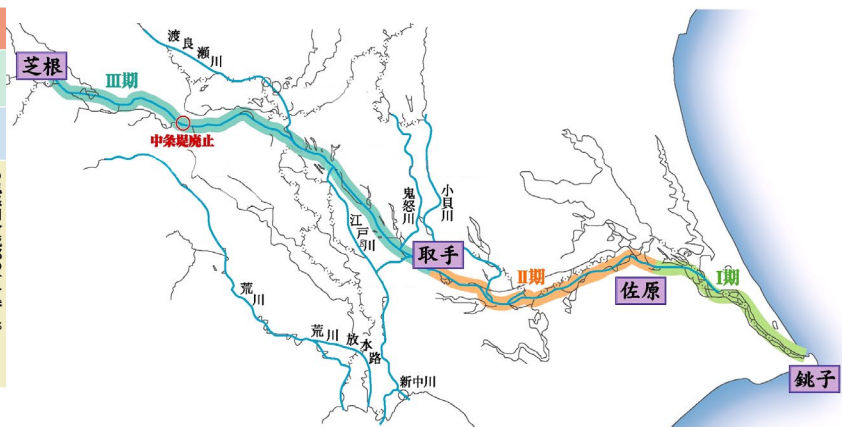 渡良瀬川
芝根
Ⅲ期
中条堤廃止
鬼怒川
小貝川
江戸川
取手
Ⅱ期
Ⅰ期
佐原
荒川
荒川放水路
新中川
銚子